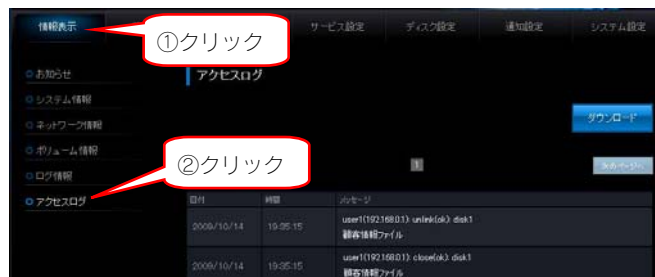 情報表示 サービス設定 ディスク設定 通知設定 システム設定
①クリック
お知らせ
アクセスログ
システム情報
ネットワーク情報
ダウンロード
ボリューム情報
②クリック
1
ログ情報
アクセスログ
日付 時間 メッセージ
2009/10/14 19:35:15 user1(192.168.0.1): unlink(ok): disk1
顧客情報ファイル
2009/10/14 19:35:15 user1(192.168.0.1): close(ok): disk1
顧客情報ファイル